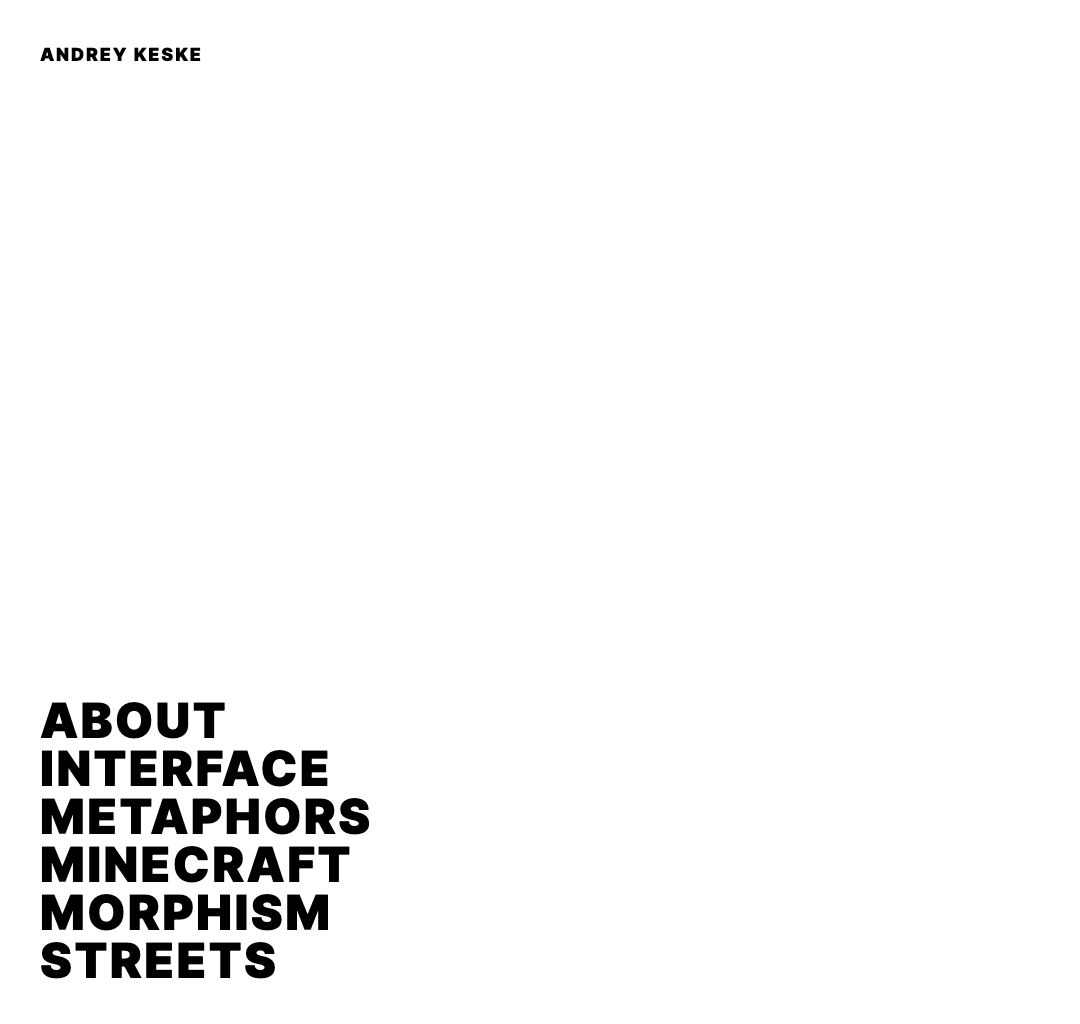 ANDREY KESKE
ABOUT
INTERFACE
METAPHORS
MINECRAFT
MORPHISM
STREETS